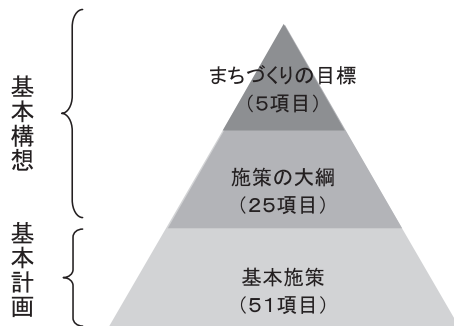 基本構想
まちづくりの目標
（5項目）
施策の大綱
（25項目）
基本計画
基本施策
（51項目）